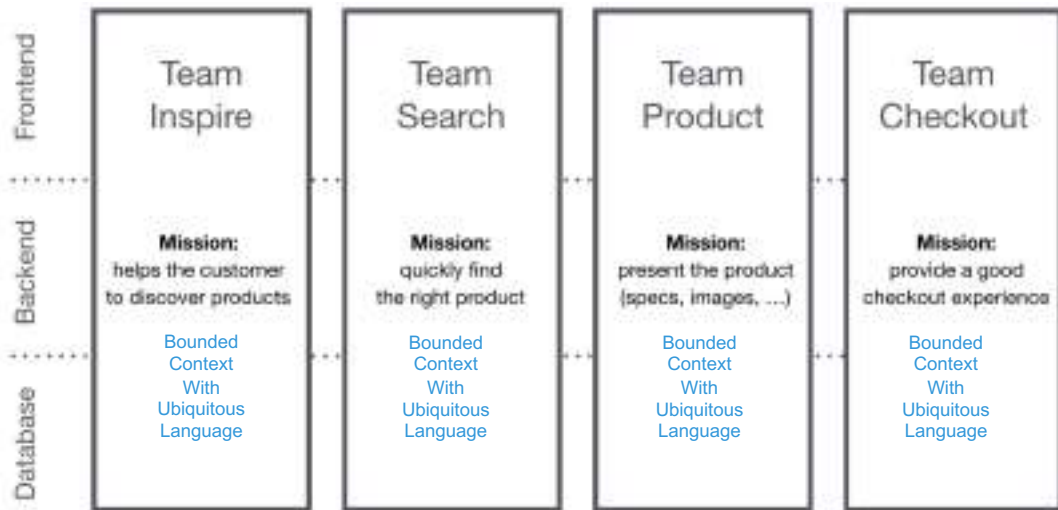 Frontend
Backend
Database
Team
Inspire
Mission:
helps the customer
to discover products
Bounded
Context
With
Ubiquitous
Language
Team
Search
Mission:
quickly find
the right product
Bounded
Context
With
Ubiquitous
Language
Team
Product
Mission:
present the product
(specs, images, ...)
Bounded
Context
With
Ubiquitous
Language
Team
Checkout
Mission:
provide a good
checkout experience
Bounded
Context
With
Ubiquitous
Language